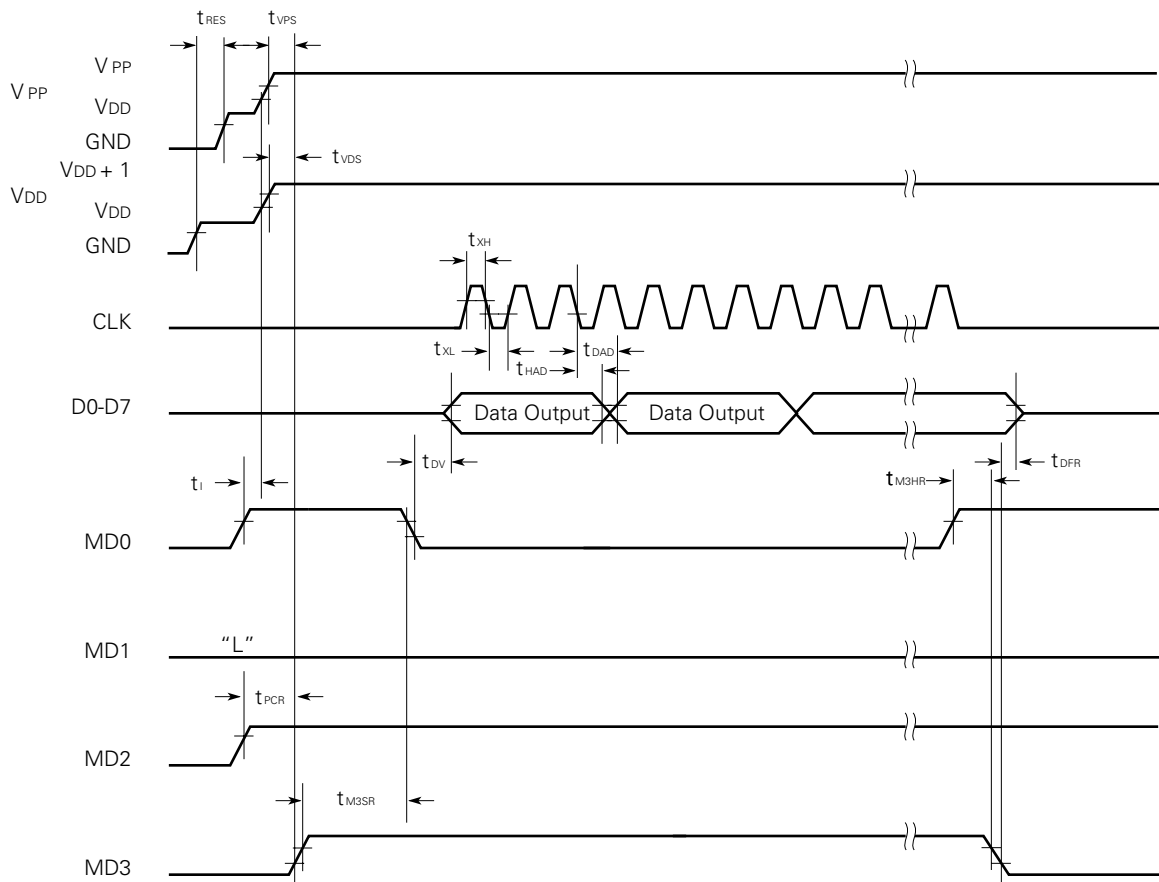 tRES tVPS
VPP
VPP
VDD
GND
tVDS
VDD + 1
VDD
VDD
GND
tXH
CLK
tXL tDAD
tHAD
D0-D7 Data Output Data Output
tDV tDFR
tI tM3HR
MD0
“L”
MD1
tPCR
MD2
tM3SR
MD3